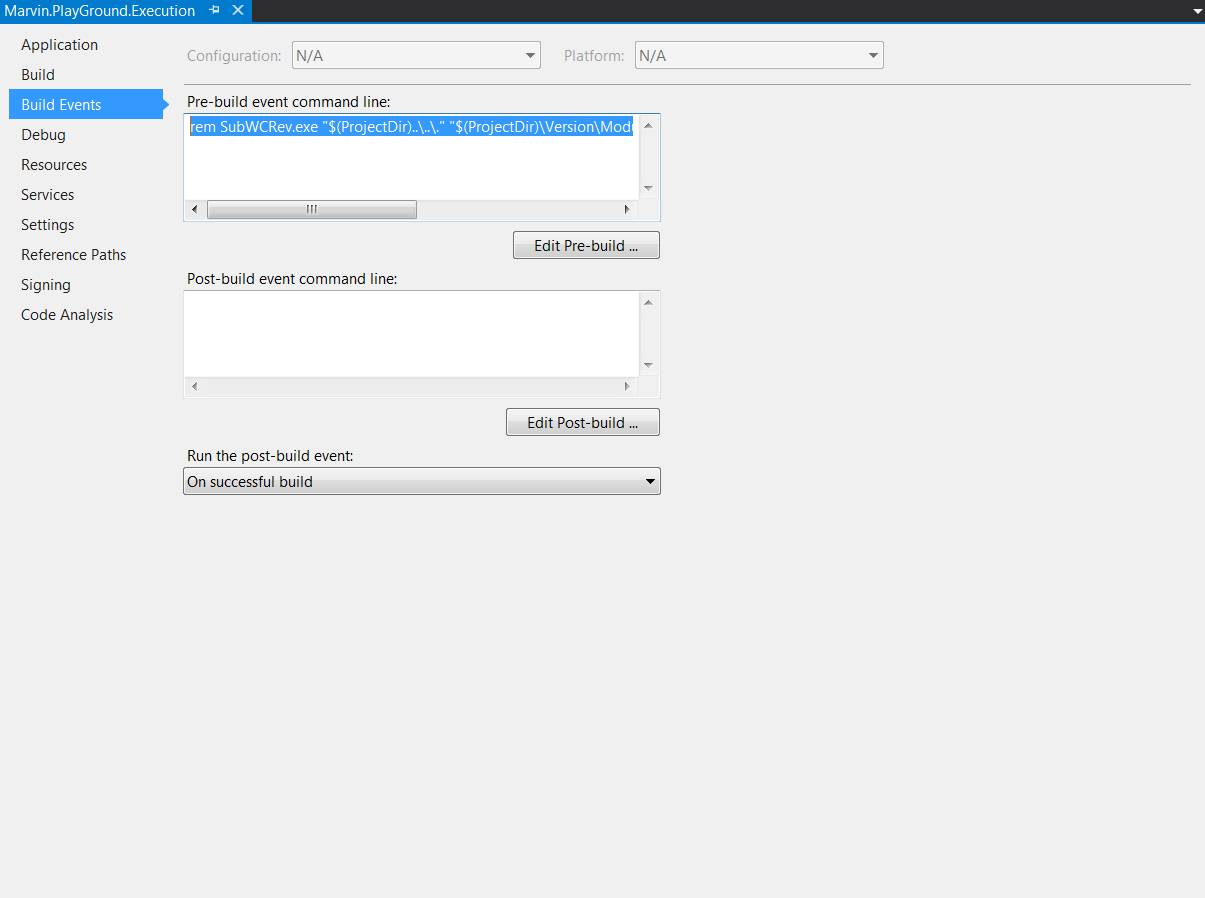 Marvin.PlayGround.Execution
Application
Build
Build Events
Debug
Resources
Services
Settings
Reference Paths
Signing
Code Analysis
Configuration: N/A Platform: N/A
Pre-build event command line:
rem SubWCRev.exe "$(ProjectDir)..\..\." "$(ProjectDir)\Version\Modu
Edit Pre-build ...
Post-build event command line:
Edit Post-build ...
Run the post-build event:
On successful build